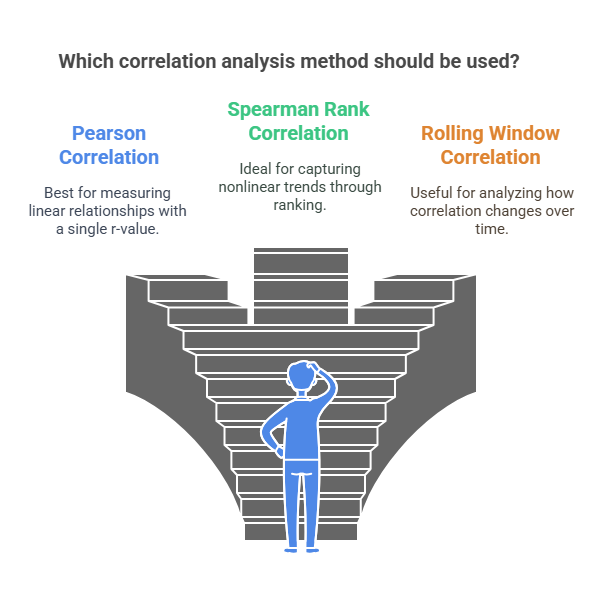 Which correlation analysis method should be used?
Pearson
Correlation
Best for measuring
linear relationships with
a single r-value.
Spearman Rank
Correlation
Ideal for capturing
nonlinear trends through
ranking.
Rolling Window
Correlation
Useful for analyzing how
correlation changes over
time.